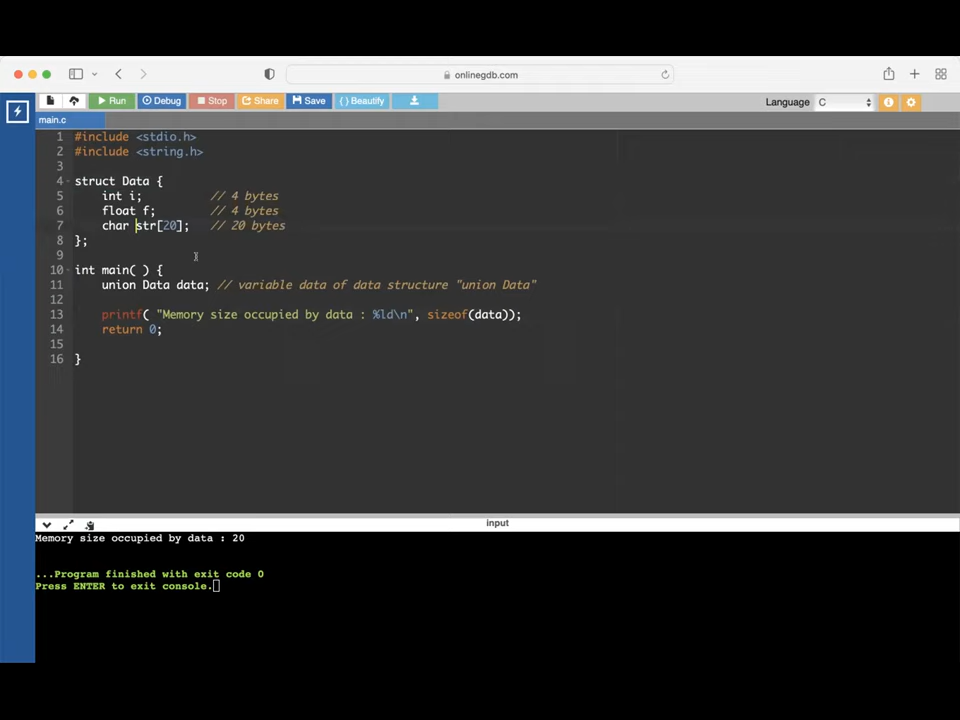 onlinegdb.com
Run Debug Stop Share Save { } Beautify Language C
main.c
1 #include <stdio.h>
2 #include <string.h>
3
4 struct Data {
5 int i; // 4 bytes
6 float f; // 4 bytes
7 char str[20]; // 20 bytes
8 };
9
10 int main( ) {
11 union Data data; // variable data of data structure "union Data"
12
13 printf( "Memory size occupied by data : %ld\n", sizeof(data));
14 return 0;
15
16 }
input
Memory size occupied by data : 20
...Program finished with exit code 0
Press ENTER to exit console.